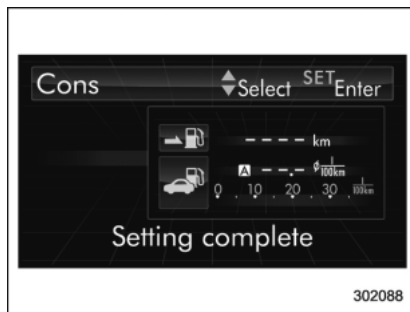 Cons Select SET Enter
---- km
A --.- ø l/100km
0 10 20 30 l/100km
Setting complete
302088